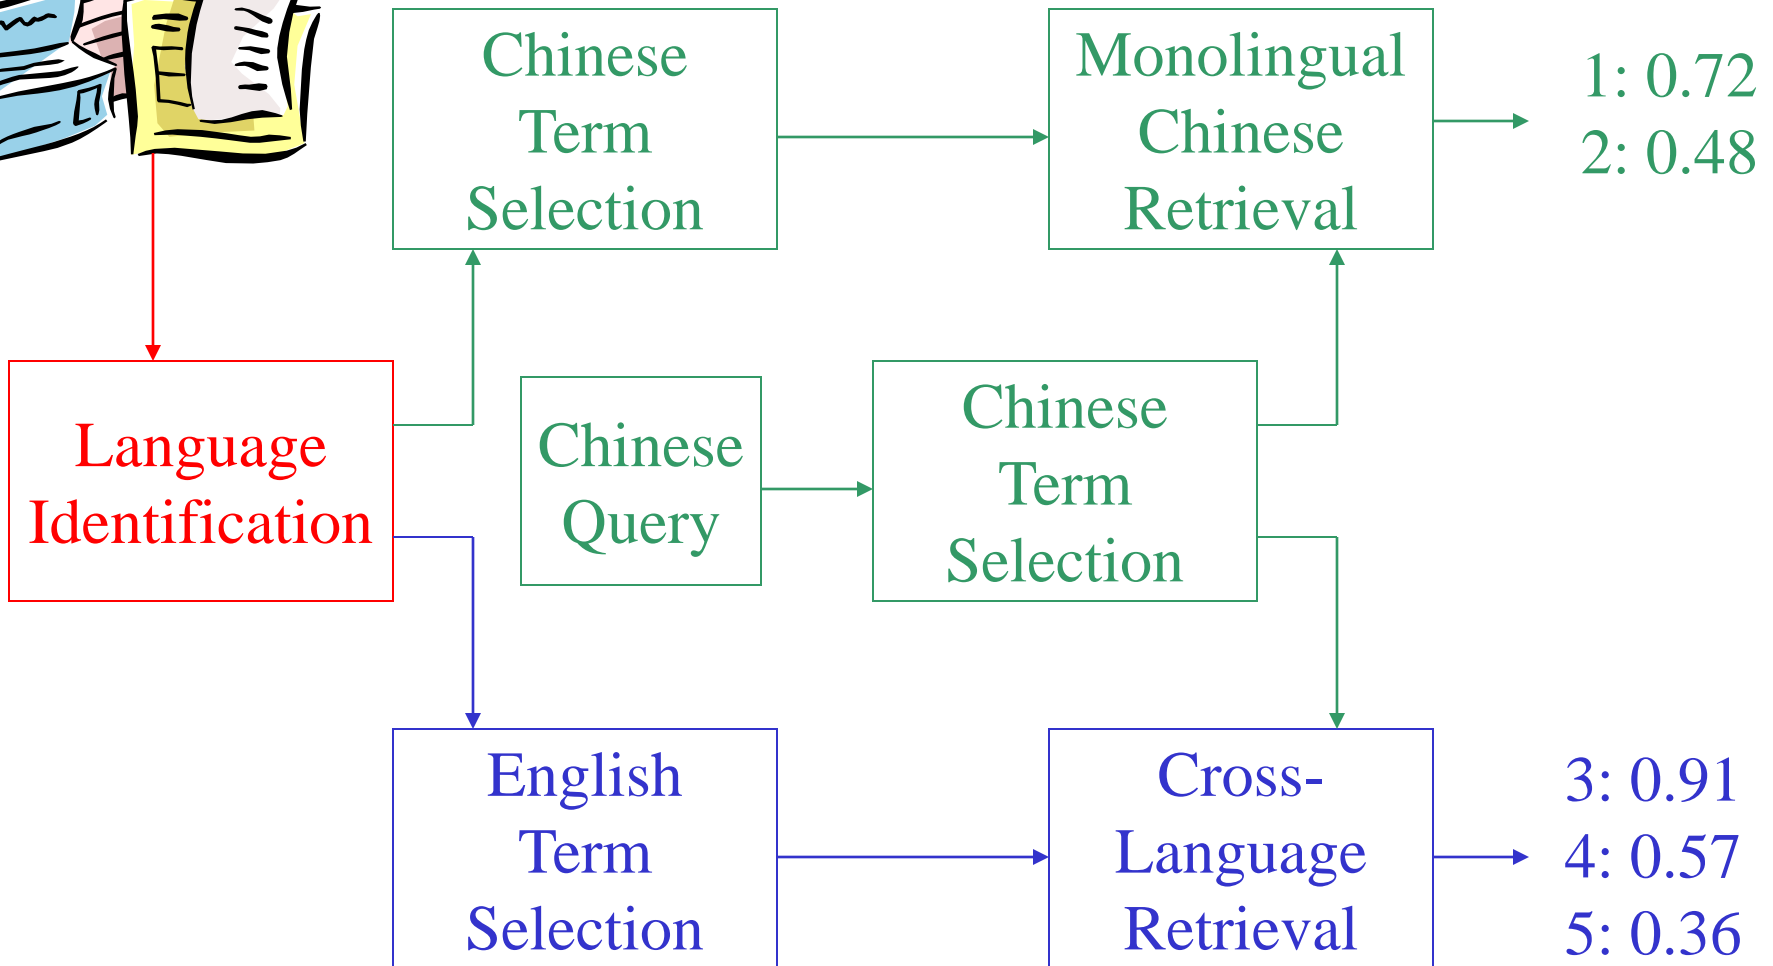 Chinese
Term
Selection
Monolingual
Chinese
Retrieval
1: 0.72
2: 0.48
Language
Identification
Chinese
Query
Chinese
Term
Selection
English
Term
Selection
Cross-
Language
Retrieval
3: 0.91
4: 0.57
5: 0.36